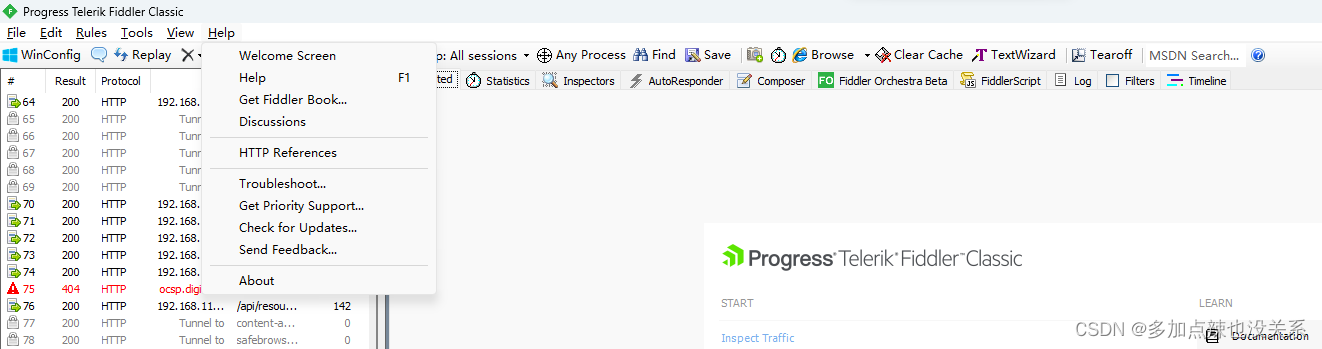 Progress Telerik Fiddler Classic
File Edit Rules Tools View Help
WinConfig Replay p: All sessions Any Process Find Save Browse Clear Cache TextWizard Tearoff MSDN Search...
# Result Protocol ted Statistics Inspectors AutoResponder Composer FO Fiddler Orchestra Beta FiddlerScript Log Filters Timeline
Welcome Screen
Help F1
Get Fiddler Book...
Discussions
HTTP References
Troubleshoot...
Get Priority Support...
Check for Updates...
Send Feedback...
About
64 200 HTTP 192.168.
65 200 HTTP Tunn
66 200 HTTP Tunn
67 200 HTTP Tunn
68 200 HTTP Tunn
69 200 HTTP Tunn
70 200 HTTP 192.168.
71 200 HTTP 192.168.
72 200 HTTP 192.168.
73 200 HTTP 192.168.
74 200 HTTP 192.168.
75 404 HTTP ocsp.digi
76 200 HTTP 192.168.11... /api/resou... 142
77 200 HTTP Tunnel to content-a... 0
78 200 HTTP Tunnel to safebrows... 0
Progress® Telerik® Fiddler™ Classic
START LEARN
Inspect Traffic Documentation
CSDN @多加点辣也没关系